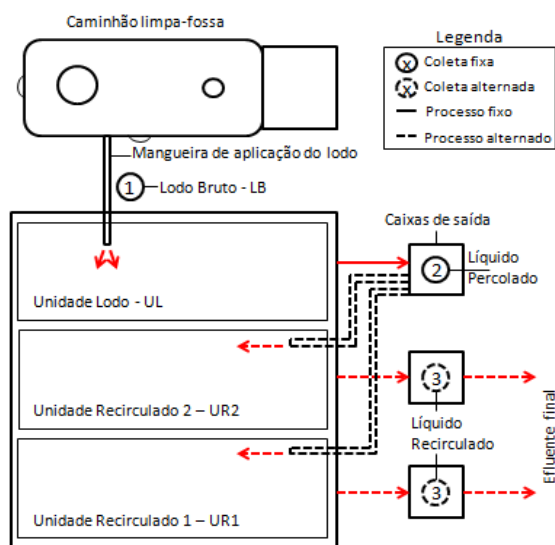 Caminhão limpa-fossa
Legenda
x Coleta fixa
x Coleta alternada
Processo fixo
Processo alternado
Mangueira de aplicação do lodo
1 Lodo Bruto - LB
Caixas de saída
2
Líquido
Percolado
Unidade Lodo - UL
3
Unidade Recirculado 2 – UR2
Líquido
Recirculado
Efluente final
3
Unidade Recirculado 1 – UR1